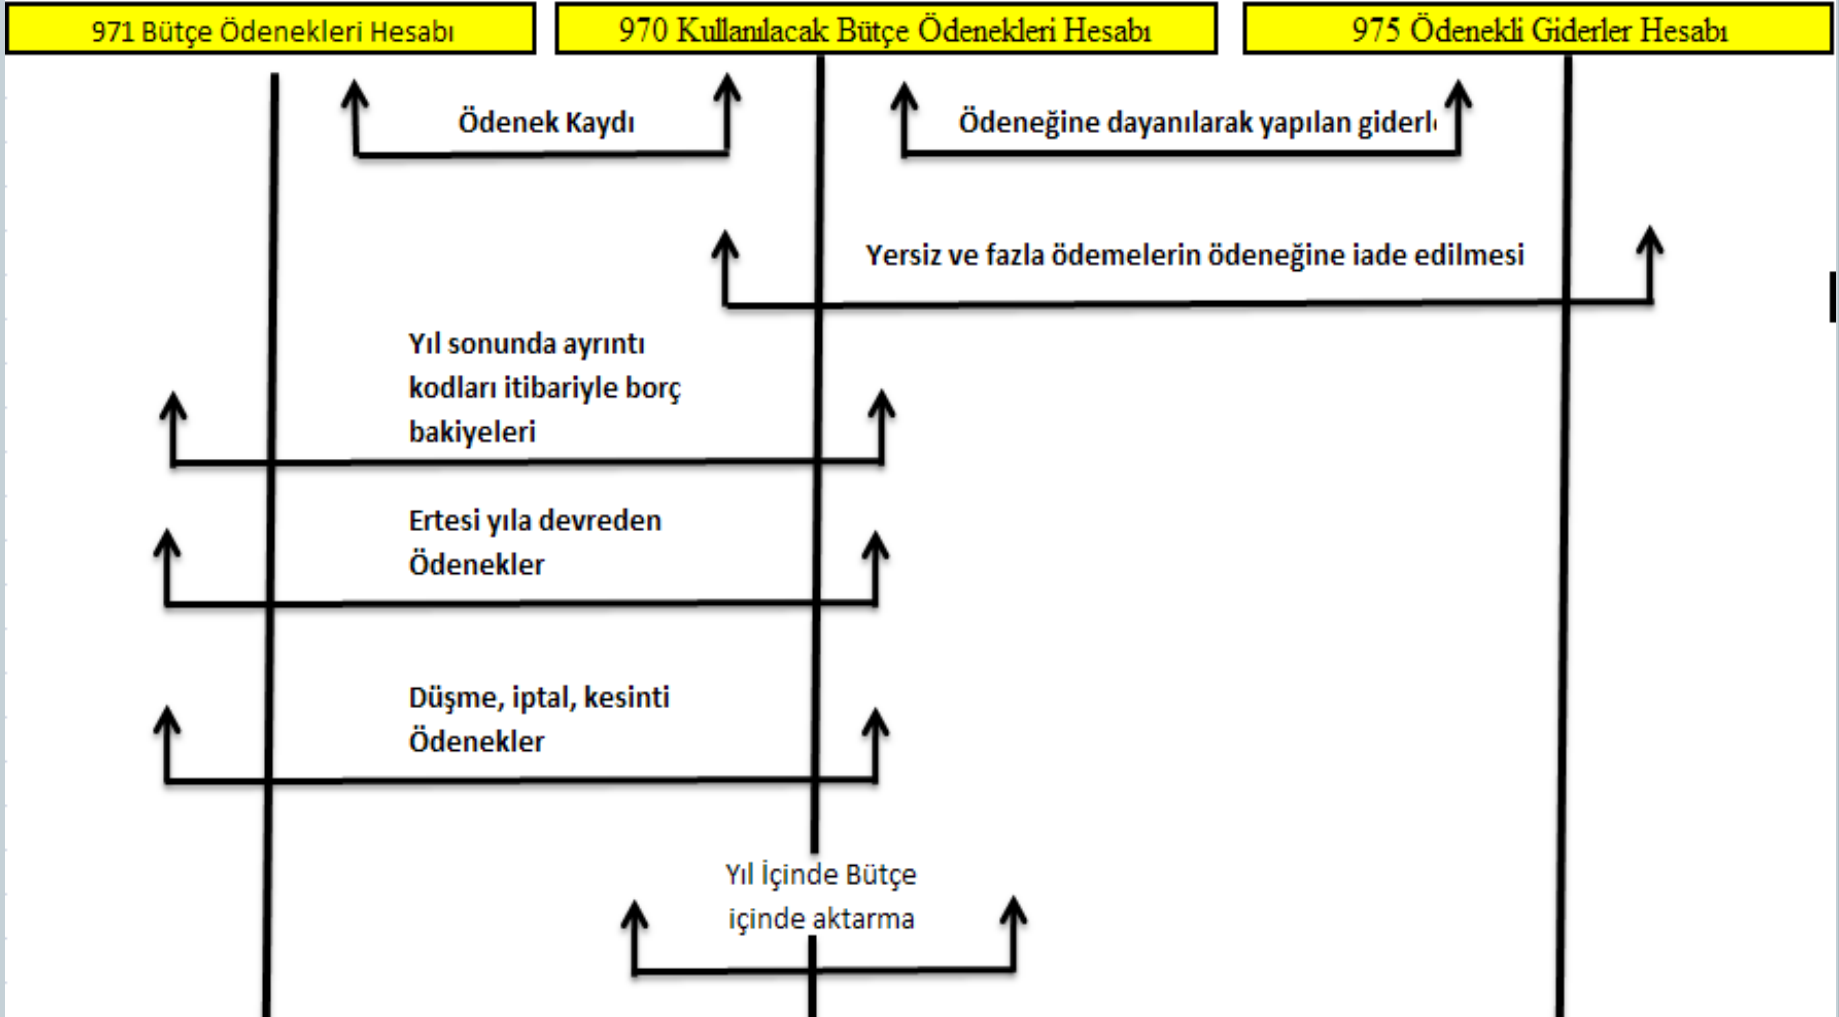 971 Bütçe Ödenekleri Hesabı
970 Kullanılacak Bütçe Ödenekleri Hesabı
975 Ödenekli Giderler Hesabı
Ödenek Kaydı
Ödeneğine dayanılarak yapılan giderl
Yersiz ve fazla ödemelerin ödeneğine iade edilmesi
Yıl sonunda ayrıntı
kodları itibariyle borç
bakiyeleri
Ertesi yıla devreden
Ödenekler
Düşme, iptal, kesinti
Ödenekler
Yıl İçinde Bütçe
içinde aktarma